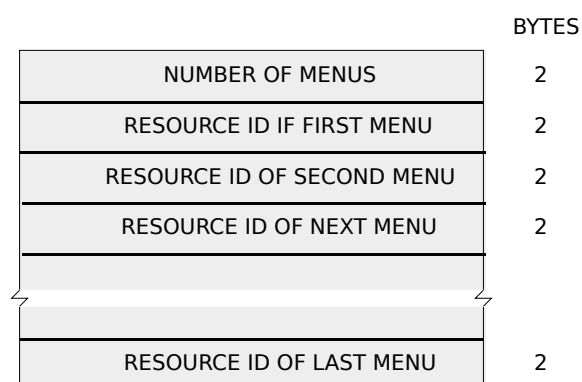 BYTES
NUMBER OF MENUS 2
RESOURCE ID IF FIRST MENU 2
RESOURCE ID OF SECOND MENU 2
RESOURCE ID OF NEXT MENU 2
RESOURCE ID OF LAST MENU 2